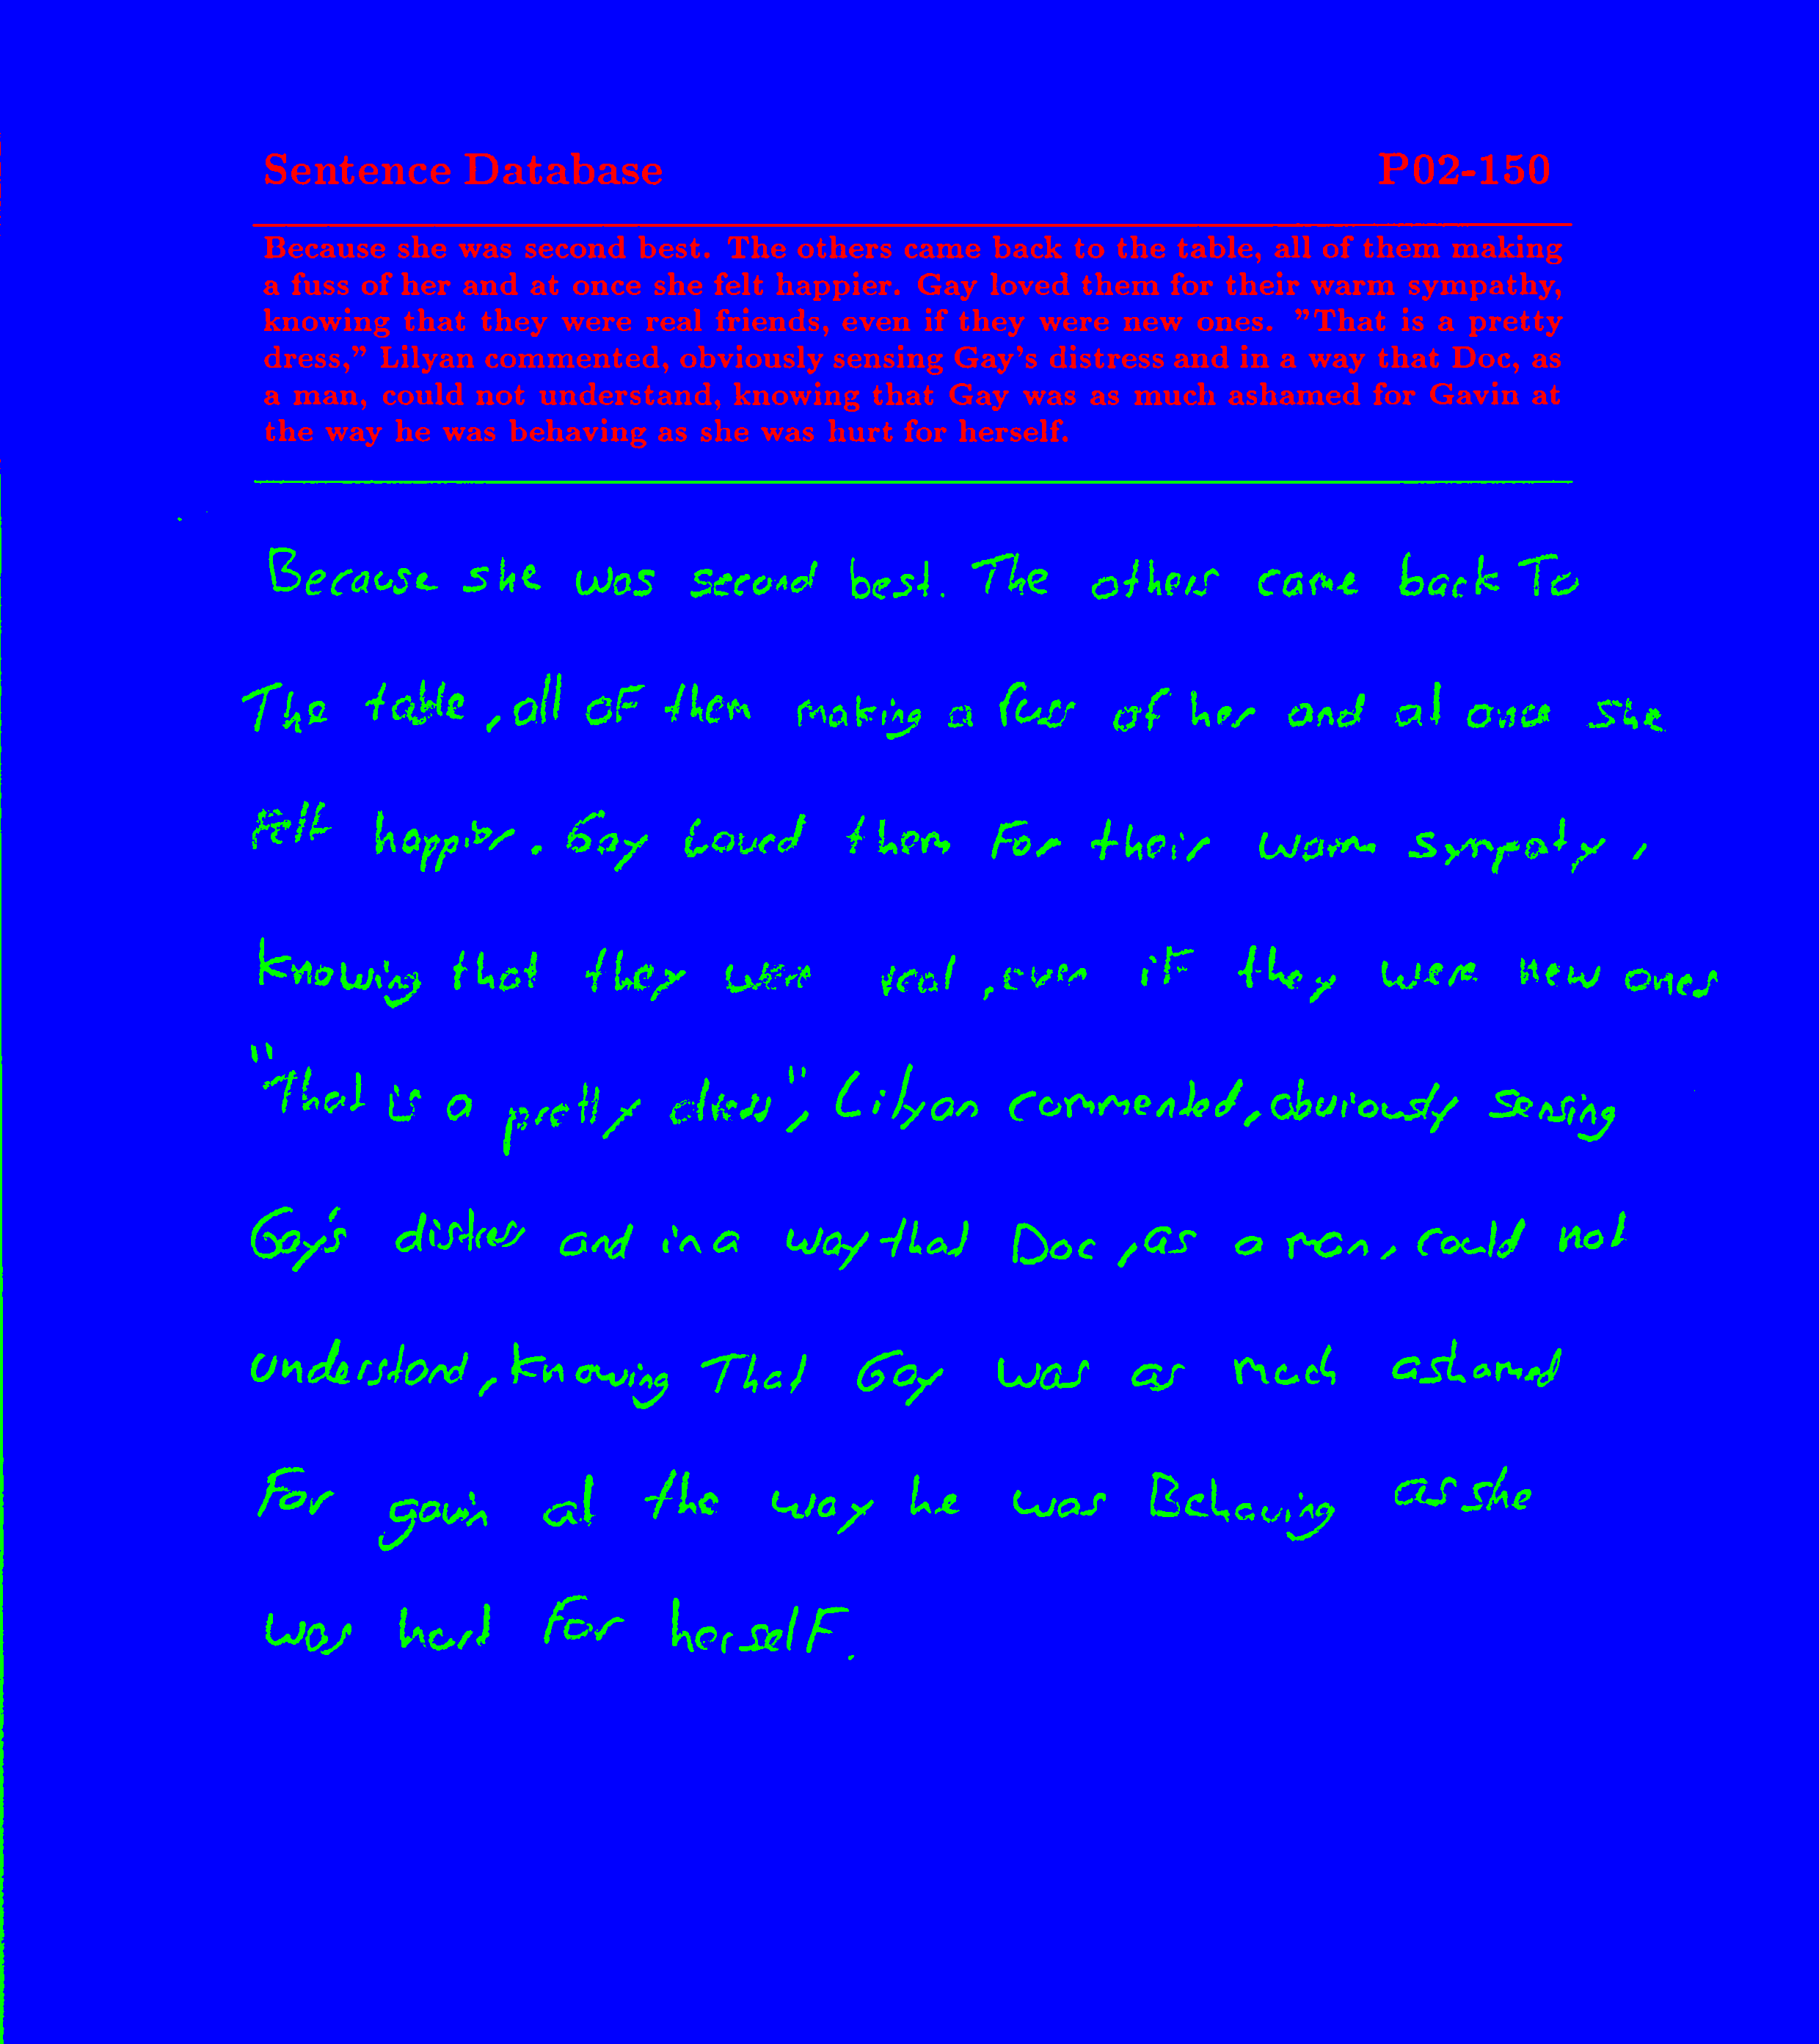 Sentence Database P02-150
Because she was second best. The others came back to the table, all of them making
a fuss of her and at once she felt happier. Gay loved them for their warm sympathy,
knowing that they were real friends, even if they were new ones. "That is a pretty
dress," Lilyan commented, obviously sensing Gay's distress and in a way that Doc, as
a man, could not understand, knowing that Gay was as much ashamed for Gavin at
the way he was behaving as she was hurt for herself.
Because she was second best. The others came back To
The table, all oF them making a fuss of her and at once she
Felt happier. Gay Loved them For their warm sympaty,
knowing that they were real, even iF they were new ones
"That is a pretty dress", Lilyan commented, obviously sensing
Gay's distress and in a way that Doc, as a man, could not
understand, knowing That Gay was as much ashamed
For gavin at the way he was Behaving as she
was hard For herselF.